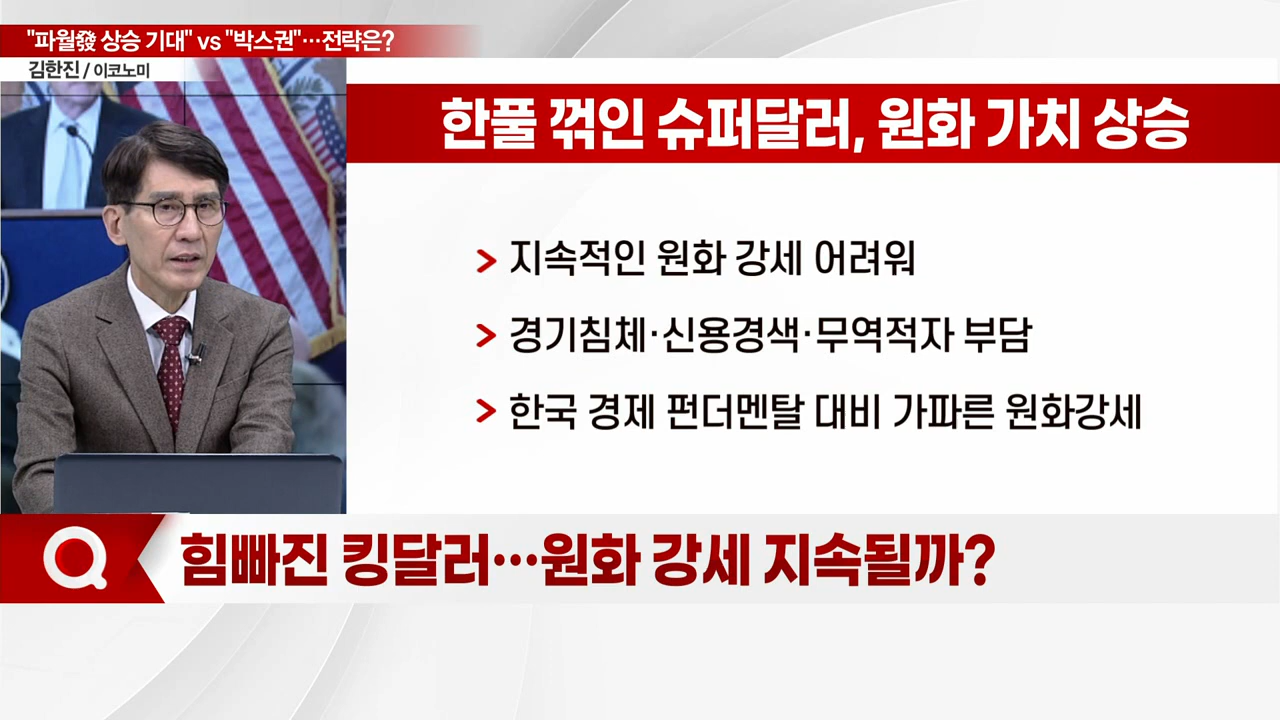 "파월發 상승 기대" vs "박스권"…전략은?
김한진 / 이코노미
한풀 꺾인 슈퍼달러, 원화 가치 상승
> 지속적인 원화 강세 어려워
> 경기침체·신용경색·무역적자 부담
> 한국 경제 펀더멘탈 대비 가파른 원화강세
Q 힘빠진 킹달러…원화 강세 지속될까?